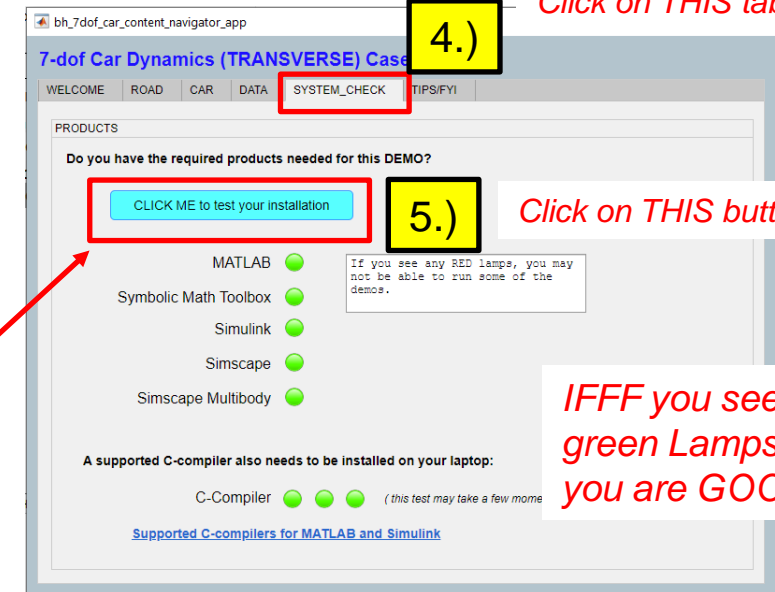 Click on THIS tab
bh_7dof_car_content_navigator_app
4.)
7-dof Car Dynamics (TRANSVERSE) Case
WELCOME ROAD CAR DATA SYSTEM_CHECK TIPS/FYI
PRODUCTS
Do you have the required products needed for this DEMO?
CLICK ME to test your installation
5.)
Click on THIS butt
MATLAB
If you see any RED lamps, you may
not be able to run some of the
demos.
Symbolic Math Toolbox
Simulink
Simscape
Simscape Multibody
IFFF you see
green Lamps
you are GOO
A supported C-compiler also needs to be installed on your laptop:
C-Compiler ( this test may take a few mome
Supported C-compilers for MATLAB and Simulink